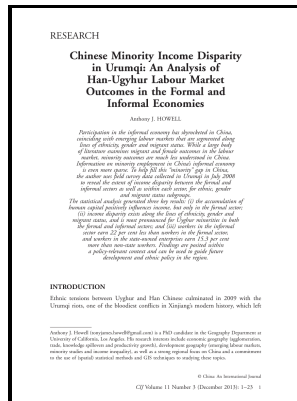 RESEARCH
Chinese Minority Income Disparity
in Urumqi: An Analysis of
Han-Uyghur Labour Market
Outcomes in the Formal and
Informal Economies
Anthony J. HOWELL
Participation in the informal economy has skyrocketed in China,
coinciding with emerging labour markets that are segmented along
lines of ethnicity, gender and migrant status. While a large body
of literature examines migrant and female outcomes in the labour
market, minority outcomes are much less understood in China.
Information on minority employment in China's informal economy
is even more sparse. To help fill this "minority" gap in China,
the author uses field survey data collected in Urumqi in July 2008
to reveal the extent of income disparity between the formal and
informal sectors as well as within each sector, for ethnic, gender
and migrant status subgroups.
The statistical analysis generated three key results: (i) the accumulation of
human capital positively influences income, but only in the formal sector;
(ii) income disparity exists along the lines of ethnicity, gender and
migrant status, and is most pronounced for Uyghur minorities in both
the formal and informal sectors; and (iii) workers in the informal
sector earn 22 per cent less than workers in the formal sector,
and workers in the state-owned enterprises earn 15.3 per cent
more than non-state workers. Findings are posited within
a policy-relevant context and can be used to guide future
development and ethnic policy in the region.
INTRODUCTION
Ethnic tensions between Uyghur and Han Chinese culminated in 2009 with the
Urumqi riots, one of the bloodiest conflicts in Xinjiang's modern history, which left
Anthony J. Howell (tonyjames.howell@gmail.com) is a PhD candidate in the Geography Department at
University of California, Los Angeles. His research interests include economic geography (agglomeration,
trade, knowledge spillovers and productivity growth), development geography (emerging labour markets,
minority studies and income inequality), as well as a strong regional focus on China and a commitment
to the use of (spatial) statistical methods and GIS techniques to studying these topics.
© China: An International Journal
CIJ Volume 11 Number 3 (December 2013): 1–23 1